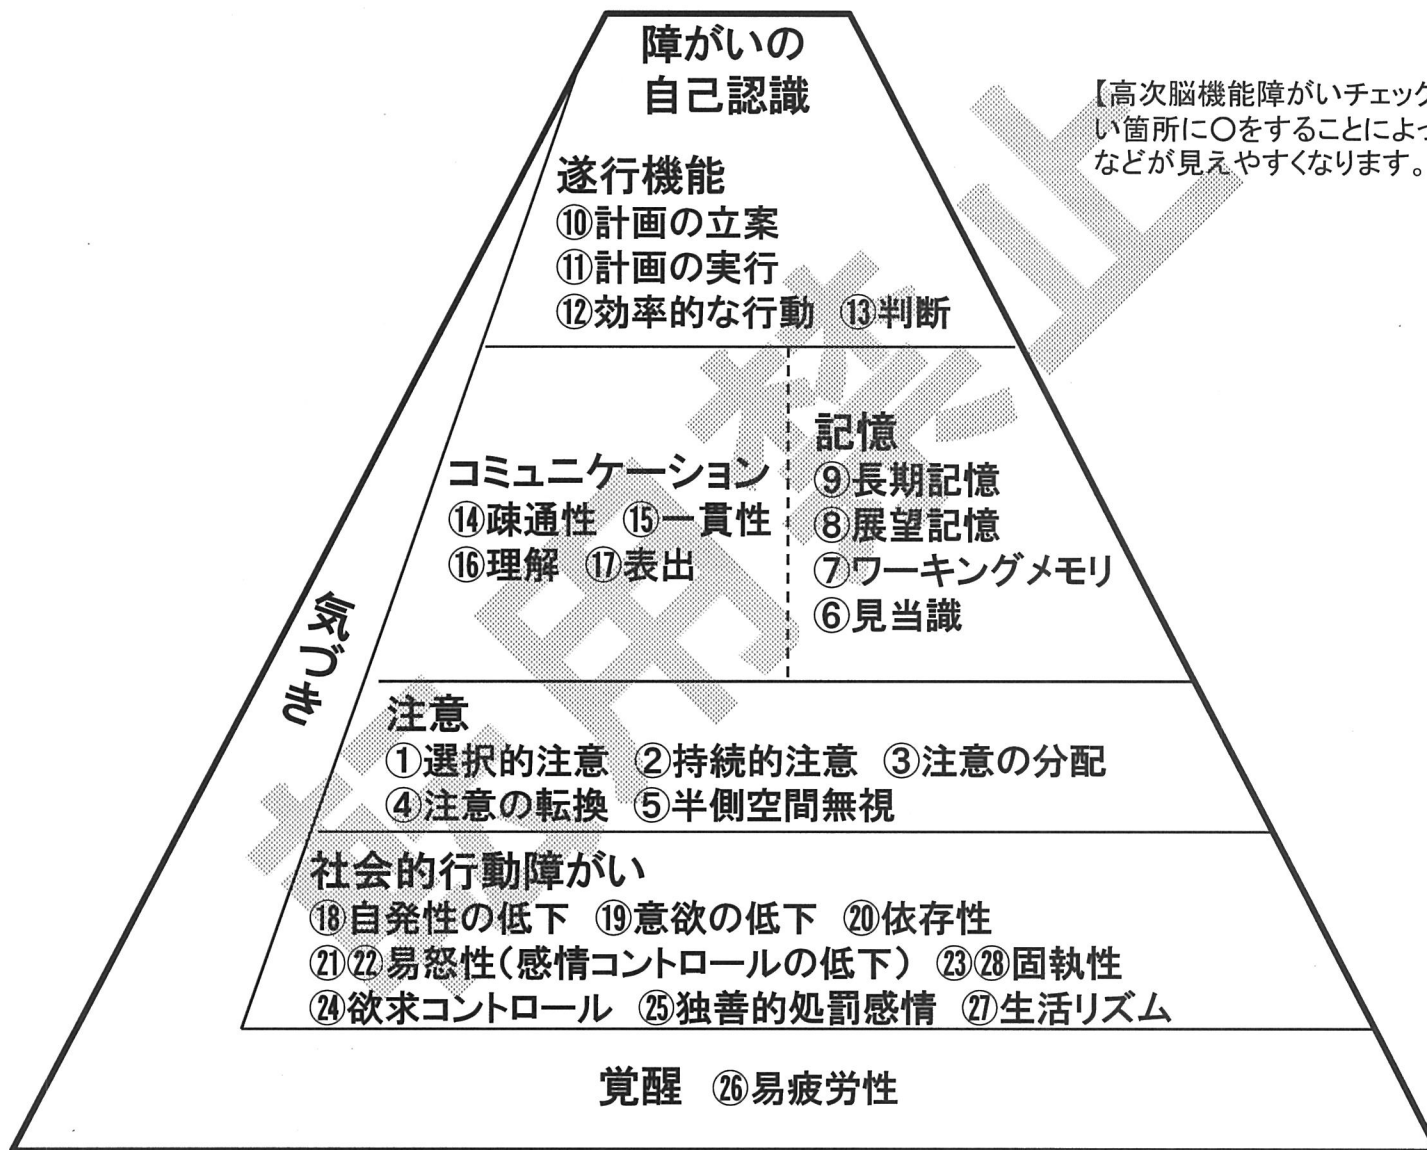 障がいの
自己認識
【高次脳機能障がいチェック
い箇所に○をすることによっ
などが見えやすくなります。
遂行機能
⑩計画の立案
⑪計画の実行
⑫効率的な行動 ⑬判断
コミュニケーション
⑭疎通性 ⑮一貫性
⑯理解 ⑰表出
記憶
⑨長期記憶
⑧展望記憶
⑦ワーキングメモリ
⑥見当識
気づき
注意
①選択的注意 ②持続的注意 ③注意の分配
④注意の転換 ⑤半側空間無視
社会的行動障がい
⑱自発性の低下 ⑲意欲の低下 ⑳依存性
㉑㉒易怒性(感情コントロールの低下) ㉓㉘固執性
㉔欲求コントロール ㉕独善的処罰感情 ㉗生活リズム
覚醒 ㉖易疲労性